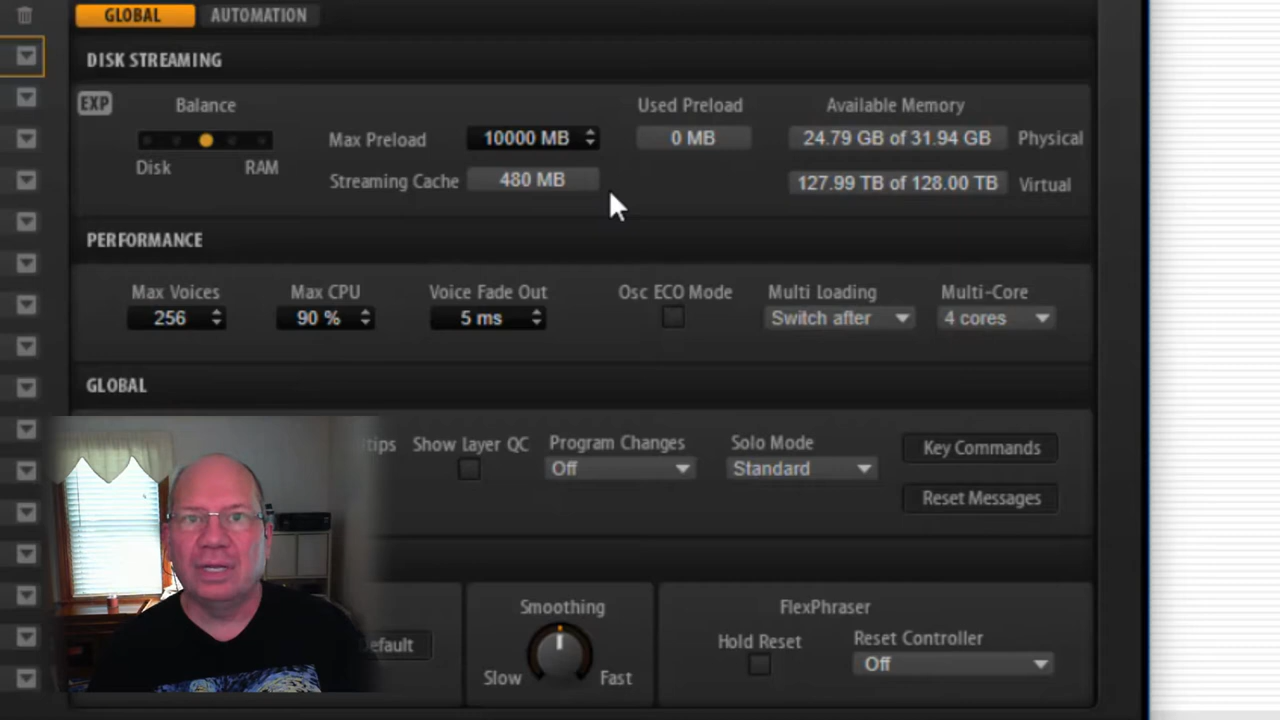 GLOBAL AUTOMATION
DISK STREAMING
EXP Balance Used Preload Available Memory
Max Preload 10000 MB 0 MB 24.79 GB of 31.94 GB Physical
Disk RAM
Streaming Cache 480 MB 127.99 TB of 128.00 TB Virtual
PERFORMANCE
Max Voices Max CPU Voice Fade Out Osc ECO Mode Multi Loading Multi-Core
256 90 % 5 ms Switch after 4 cores
GLOBAL
Show Layer QC Program Changes Solo Mode Key Commands
Off Standard
Reset Messages
Smoothing FlexPhraser
Hold Reset Reset Controller
Off
Slow Fast